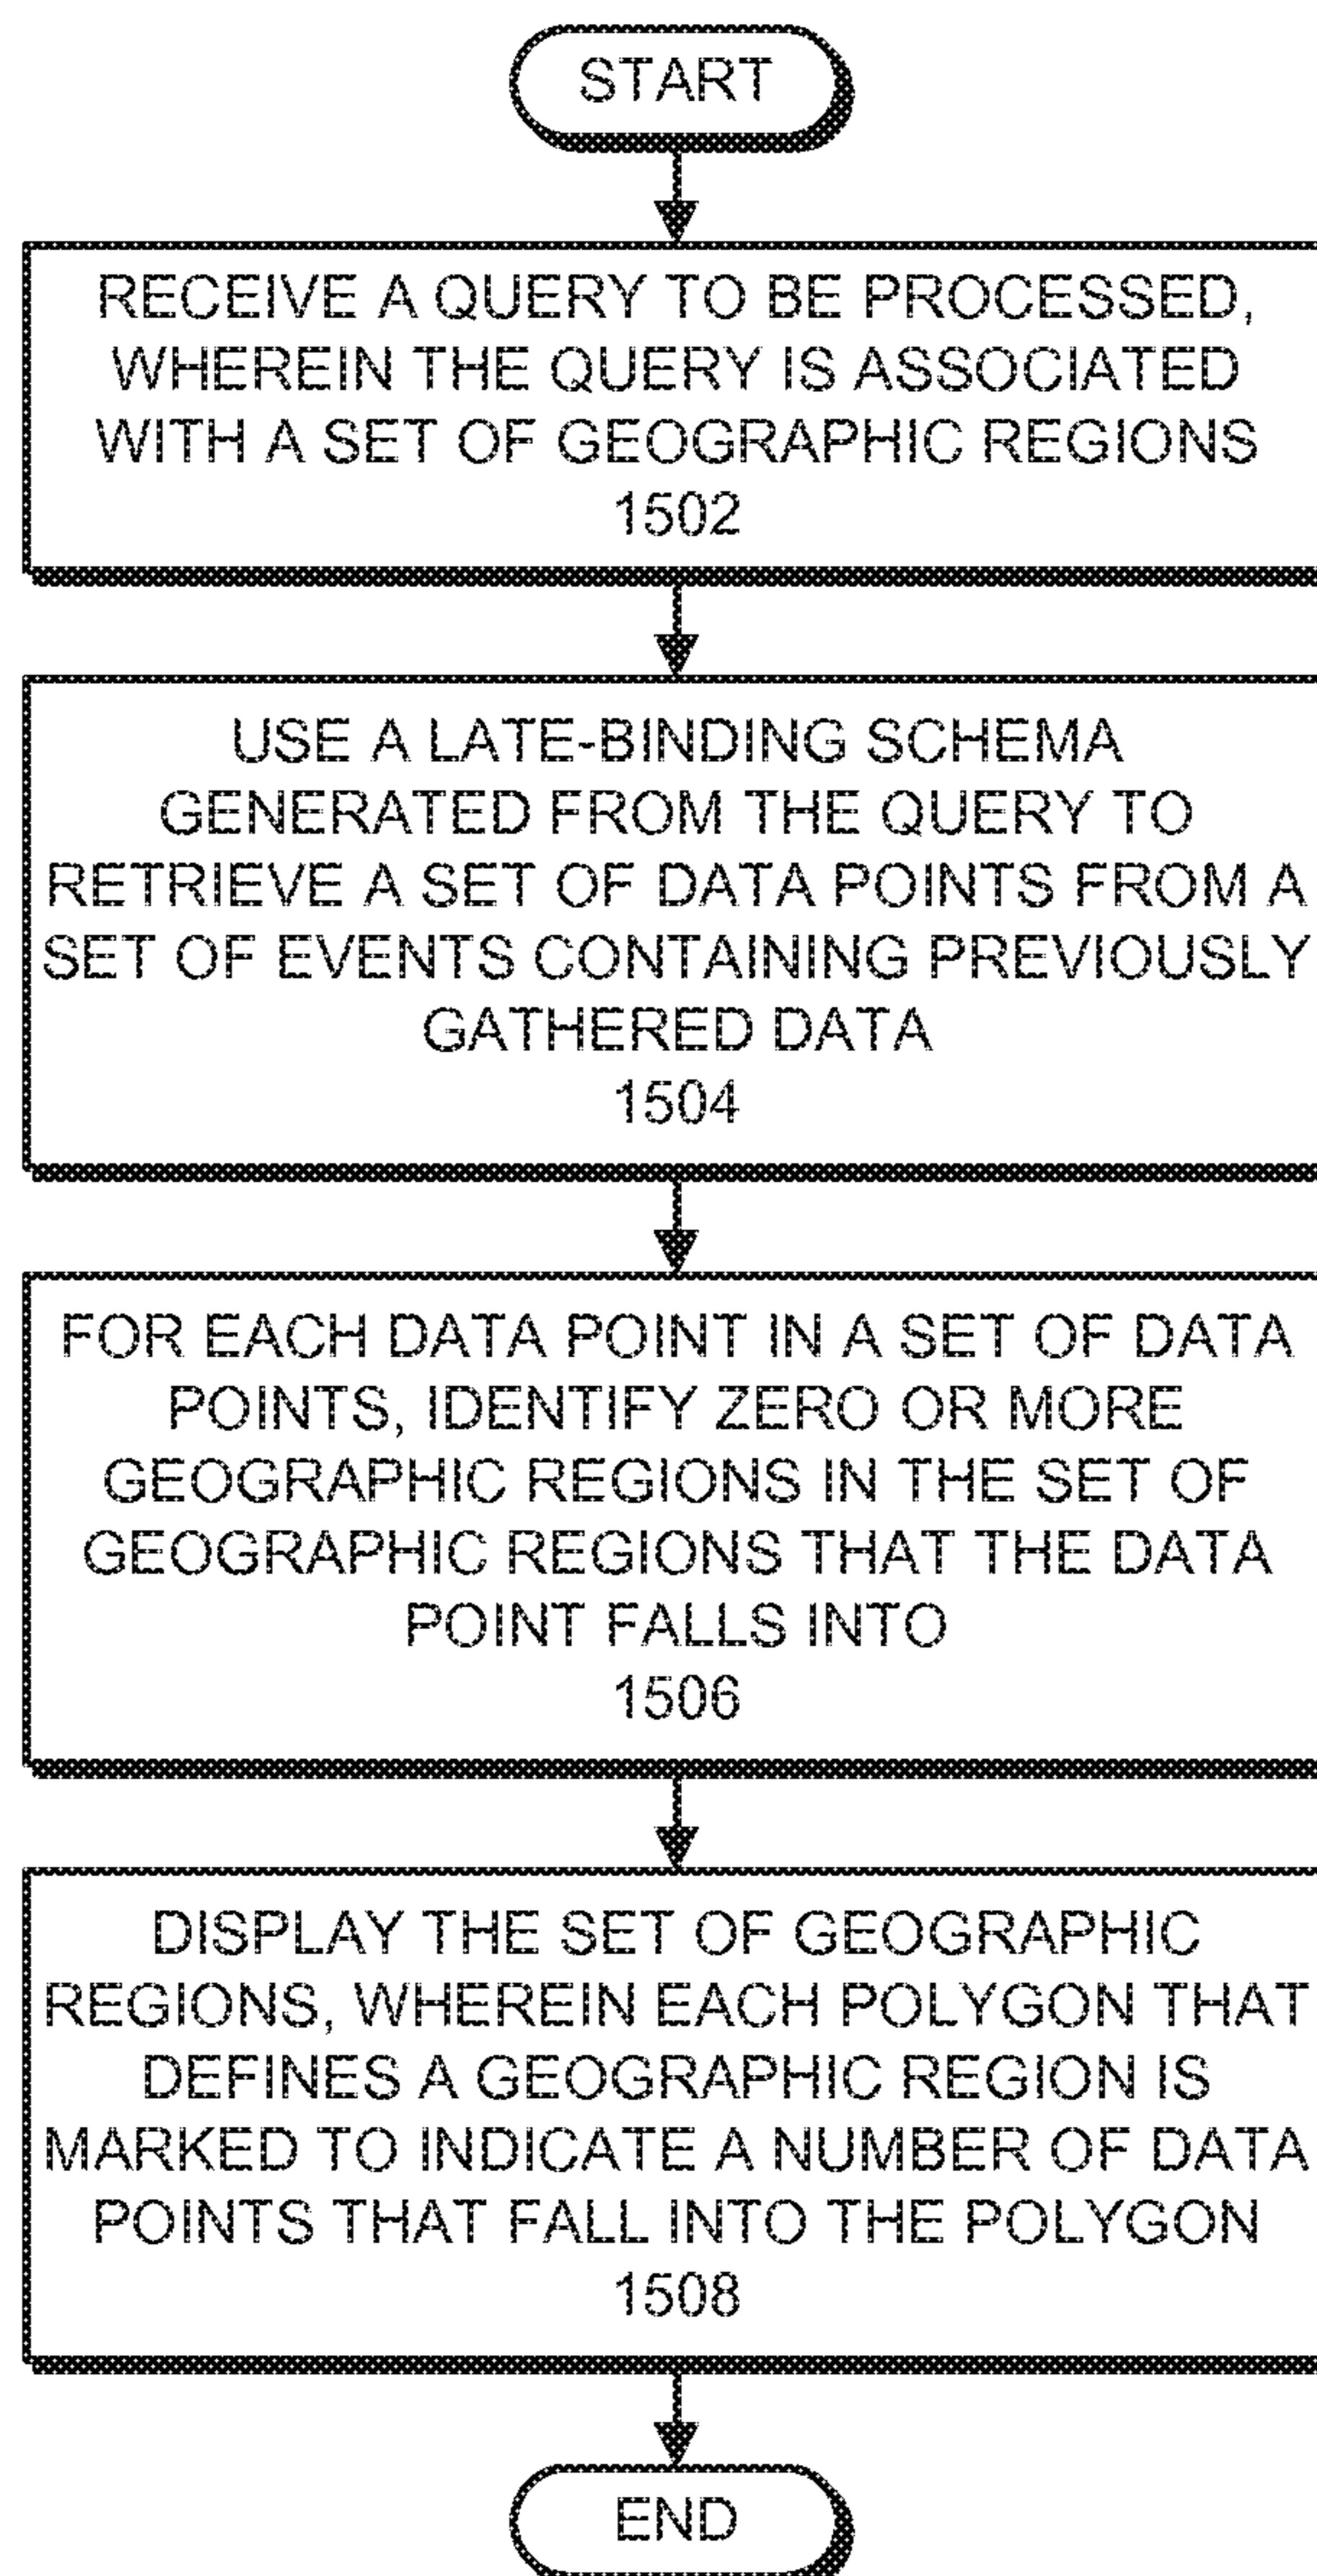 START
RECEIVE A QUERY TO BE PROCESSED,
WHEREIN THE QUERY IS ASSOCIATED
WITH A SET OF GEOGRAPHIC REGIONS
1502
USE A LATE-BINDING SCHEMA
GENERATED FROM THE QUERY TO
RETRIEVE A SET OF DATA POINTS FROM A
SET OF EVENTS CONTAINING PREVIOUSLY
GATHERED DATA
1504
FOR EACH DATA POINT IN A SET OF DATA
POINTS, IDENTIFY ZERO OR MORE
GEOGRAPHIC REGIONS IN THE SET OF
GEOGRAPHIC REGIONS THAT THE DATA
POINT FALLS INTO
1506
DISPLAY THE SET OF GEOGRAPHIC
REGIONS, WHEREIN EACH POLYGON THAT
DEFINES A GEOGRAPHIC REGION IS
MARKED TO INDICATE A NUMBER OF DATA
POINTS THAT FALL INTO THE POLYGON
1508
END